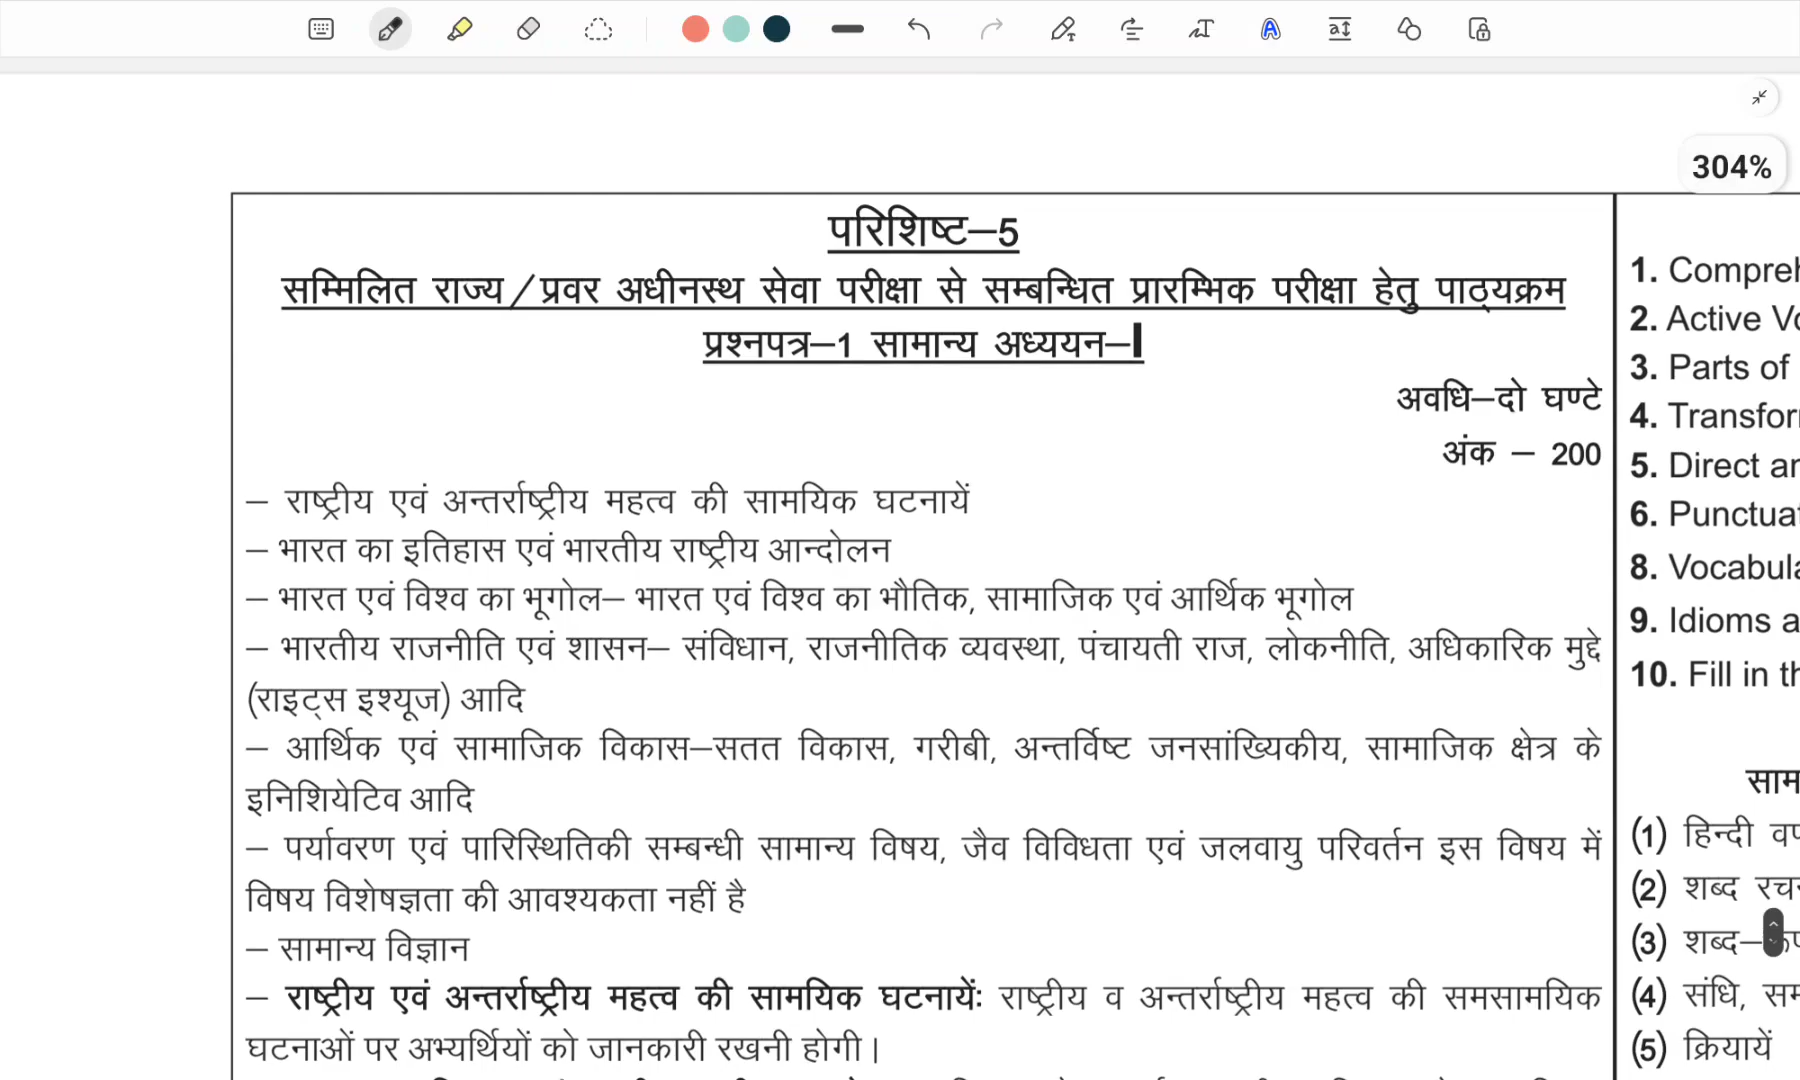 304%
परिशिष्ट–5
सम्मिलित राज्य/प्रवर अधीनस्थ सेवा परीक्षा से सम्बन्धित प्रारम्भिक परीक्षा हेतु पाठ्यक्रम
प्रश्नपत्र–1 सामान्य अध्ययन–I
अवधि–दो घण्टे
अंक – 200
– राष्ट्रीय एवं अन्तर्राष्ट्रीय महत्व की सामयिक घटनायें
– भारत का इतिहास एवं भारतीय राष्ट्रीय आन्दोलन
– भारत एवं विश्व का भूगोल– भारत एवं विश्व का भौतिक, सामाजिक एवं आर्थिक भूगोल
– भारतीय राजनीति एवं शासन– संविधान, राजनीतिक व्यवस्था, पंचायती राज, लोकनीति, अधिकारिक मुद्दे
(राइट्स इश्यूज) आदि
– आर्थिक एवं सामाजिक विकास–सतत विकास, गरीबी, अन्तर्विष्ट जनसांख्यिकीय, सामाजिक क्षेत्र के
इनिशियेटिव आदि
– पर्यावरण एवं पारिस्थितिकी सम्बन्धी सामान्य विषय, जैव विविधता एवं जलवायु परिवर्तन इस विषय में
विषय विशेषज्ञता की आवश्यकता नहीं है
– सामान्य विज्ञान
– राष्ट्रीय एवं अन्तर्राष्ट्रीय महत्व की सामयिक घटनायें: राष्ट्रीय व अन्तर्राष्ट्रीय महत्व की समसामयिक
घटनाओं पर अभ्यर्थियों को जानकारी रखनी होगी।
1.
2. Active
3. Parts of
4.
5. Direct
6.
8.
9. Idioms
10. Fill in
(1) हिन्दी
(2) शब्द
(3) शब्द–
(4) संधि,
(5) क्रियायें